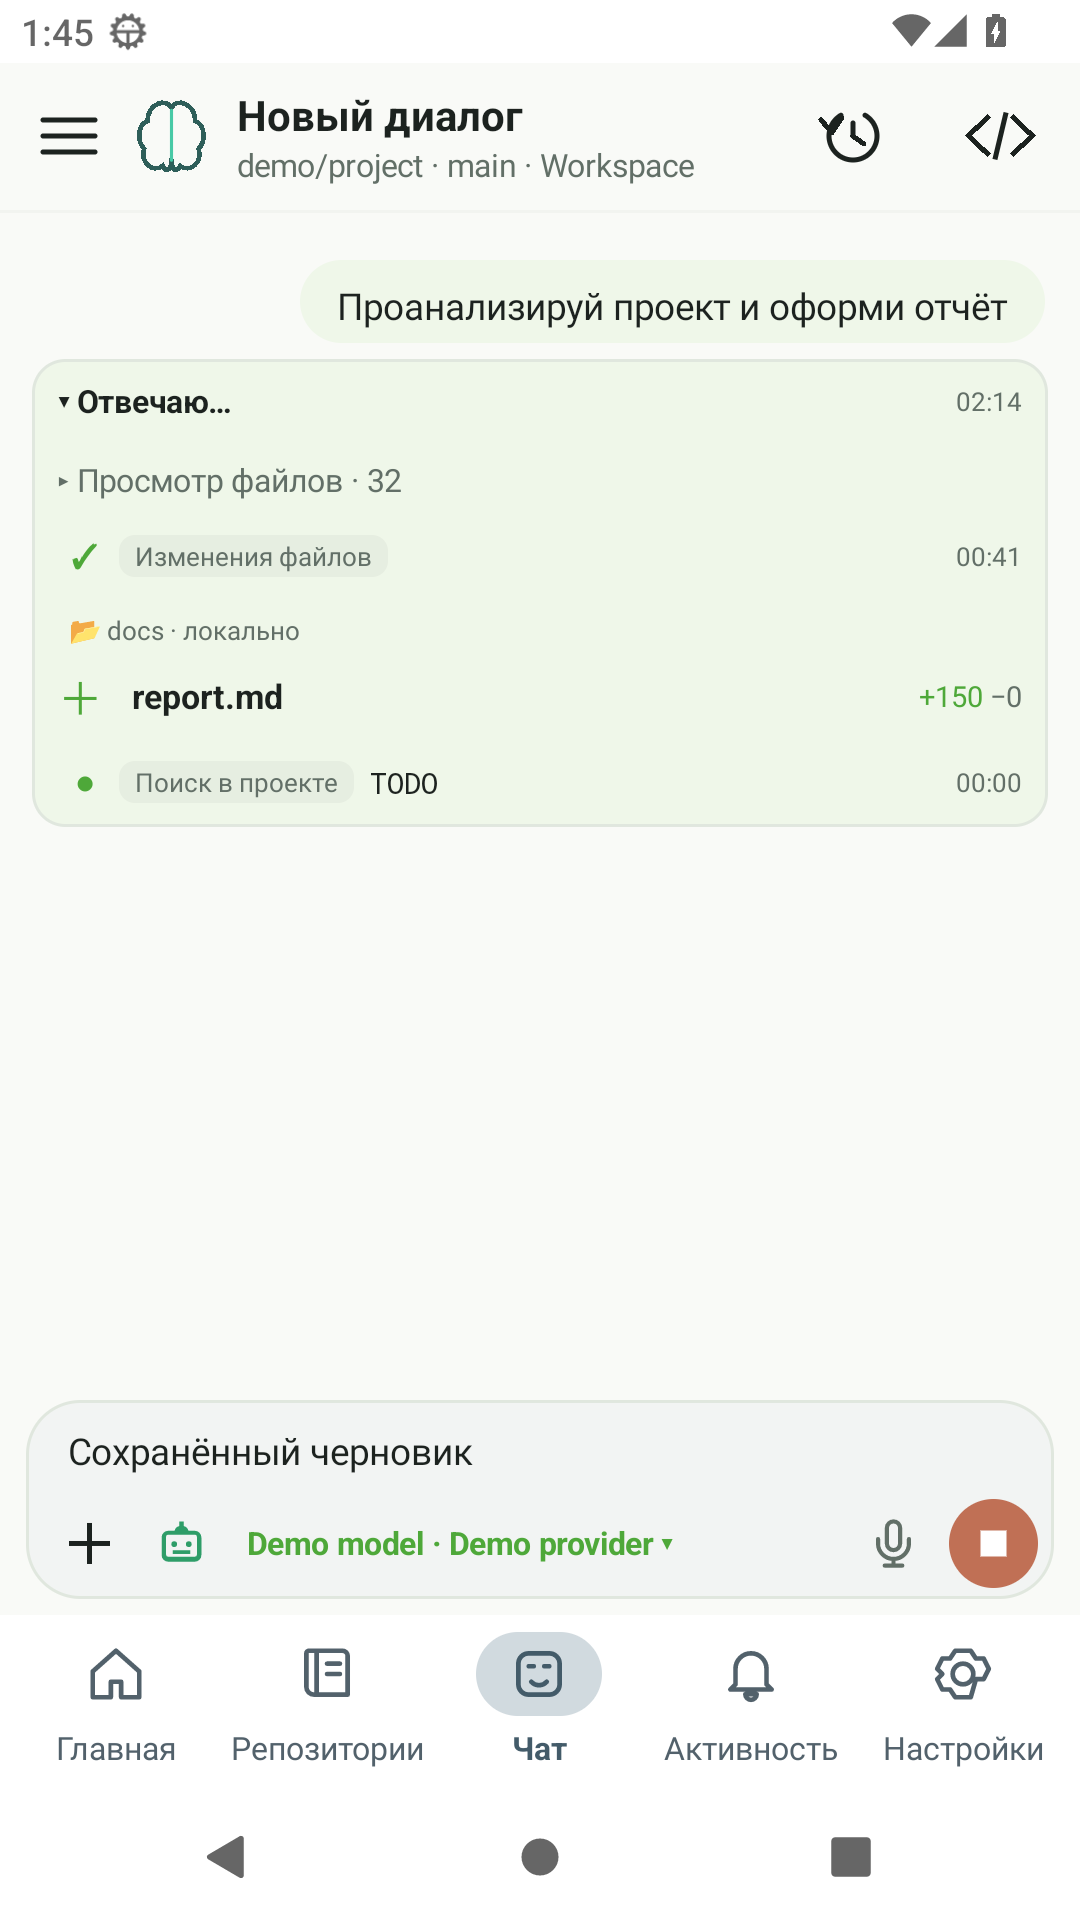 1:45
Новый диалог
demo/project · main · Workspace
Проанализируй проект и оформи отчёт
▾ Отвечаю… 02:14
▸ Просмотр файлов · 32
✓ Изменения файлов 00:41
📂 docs · локально
+ report.md +150 −0
● Поиск в проекте TODO 00:00
Сохранённый черновик
Demo model · Demo provider ▾
Главная Репозитории Чат Активность Настройки